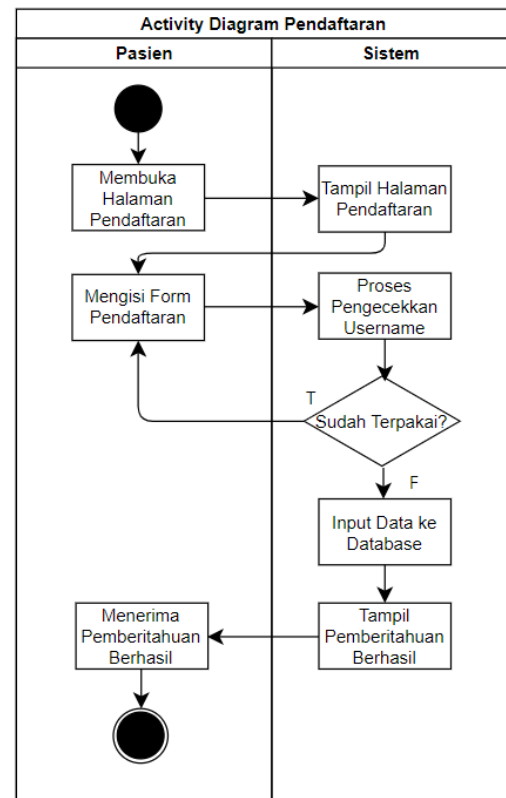 Activity Diagram Pendaftaran
Pasien
Sistem
Membuka
Halaman
Pendaftaran
Tampil Halaman
Pendaftaran
Mengisi Form
Pendaftaran
Proses
Pengecekkan
Username
T
Sudah Terpakai?
F
Input Data ke
Database
Tampil
Pemberitahuan
Berhasil
Menerima
Pemberitahuan
Berhasil